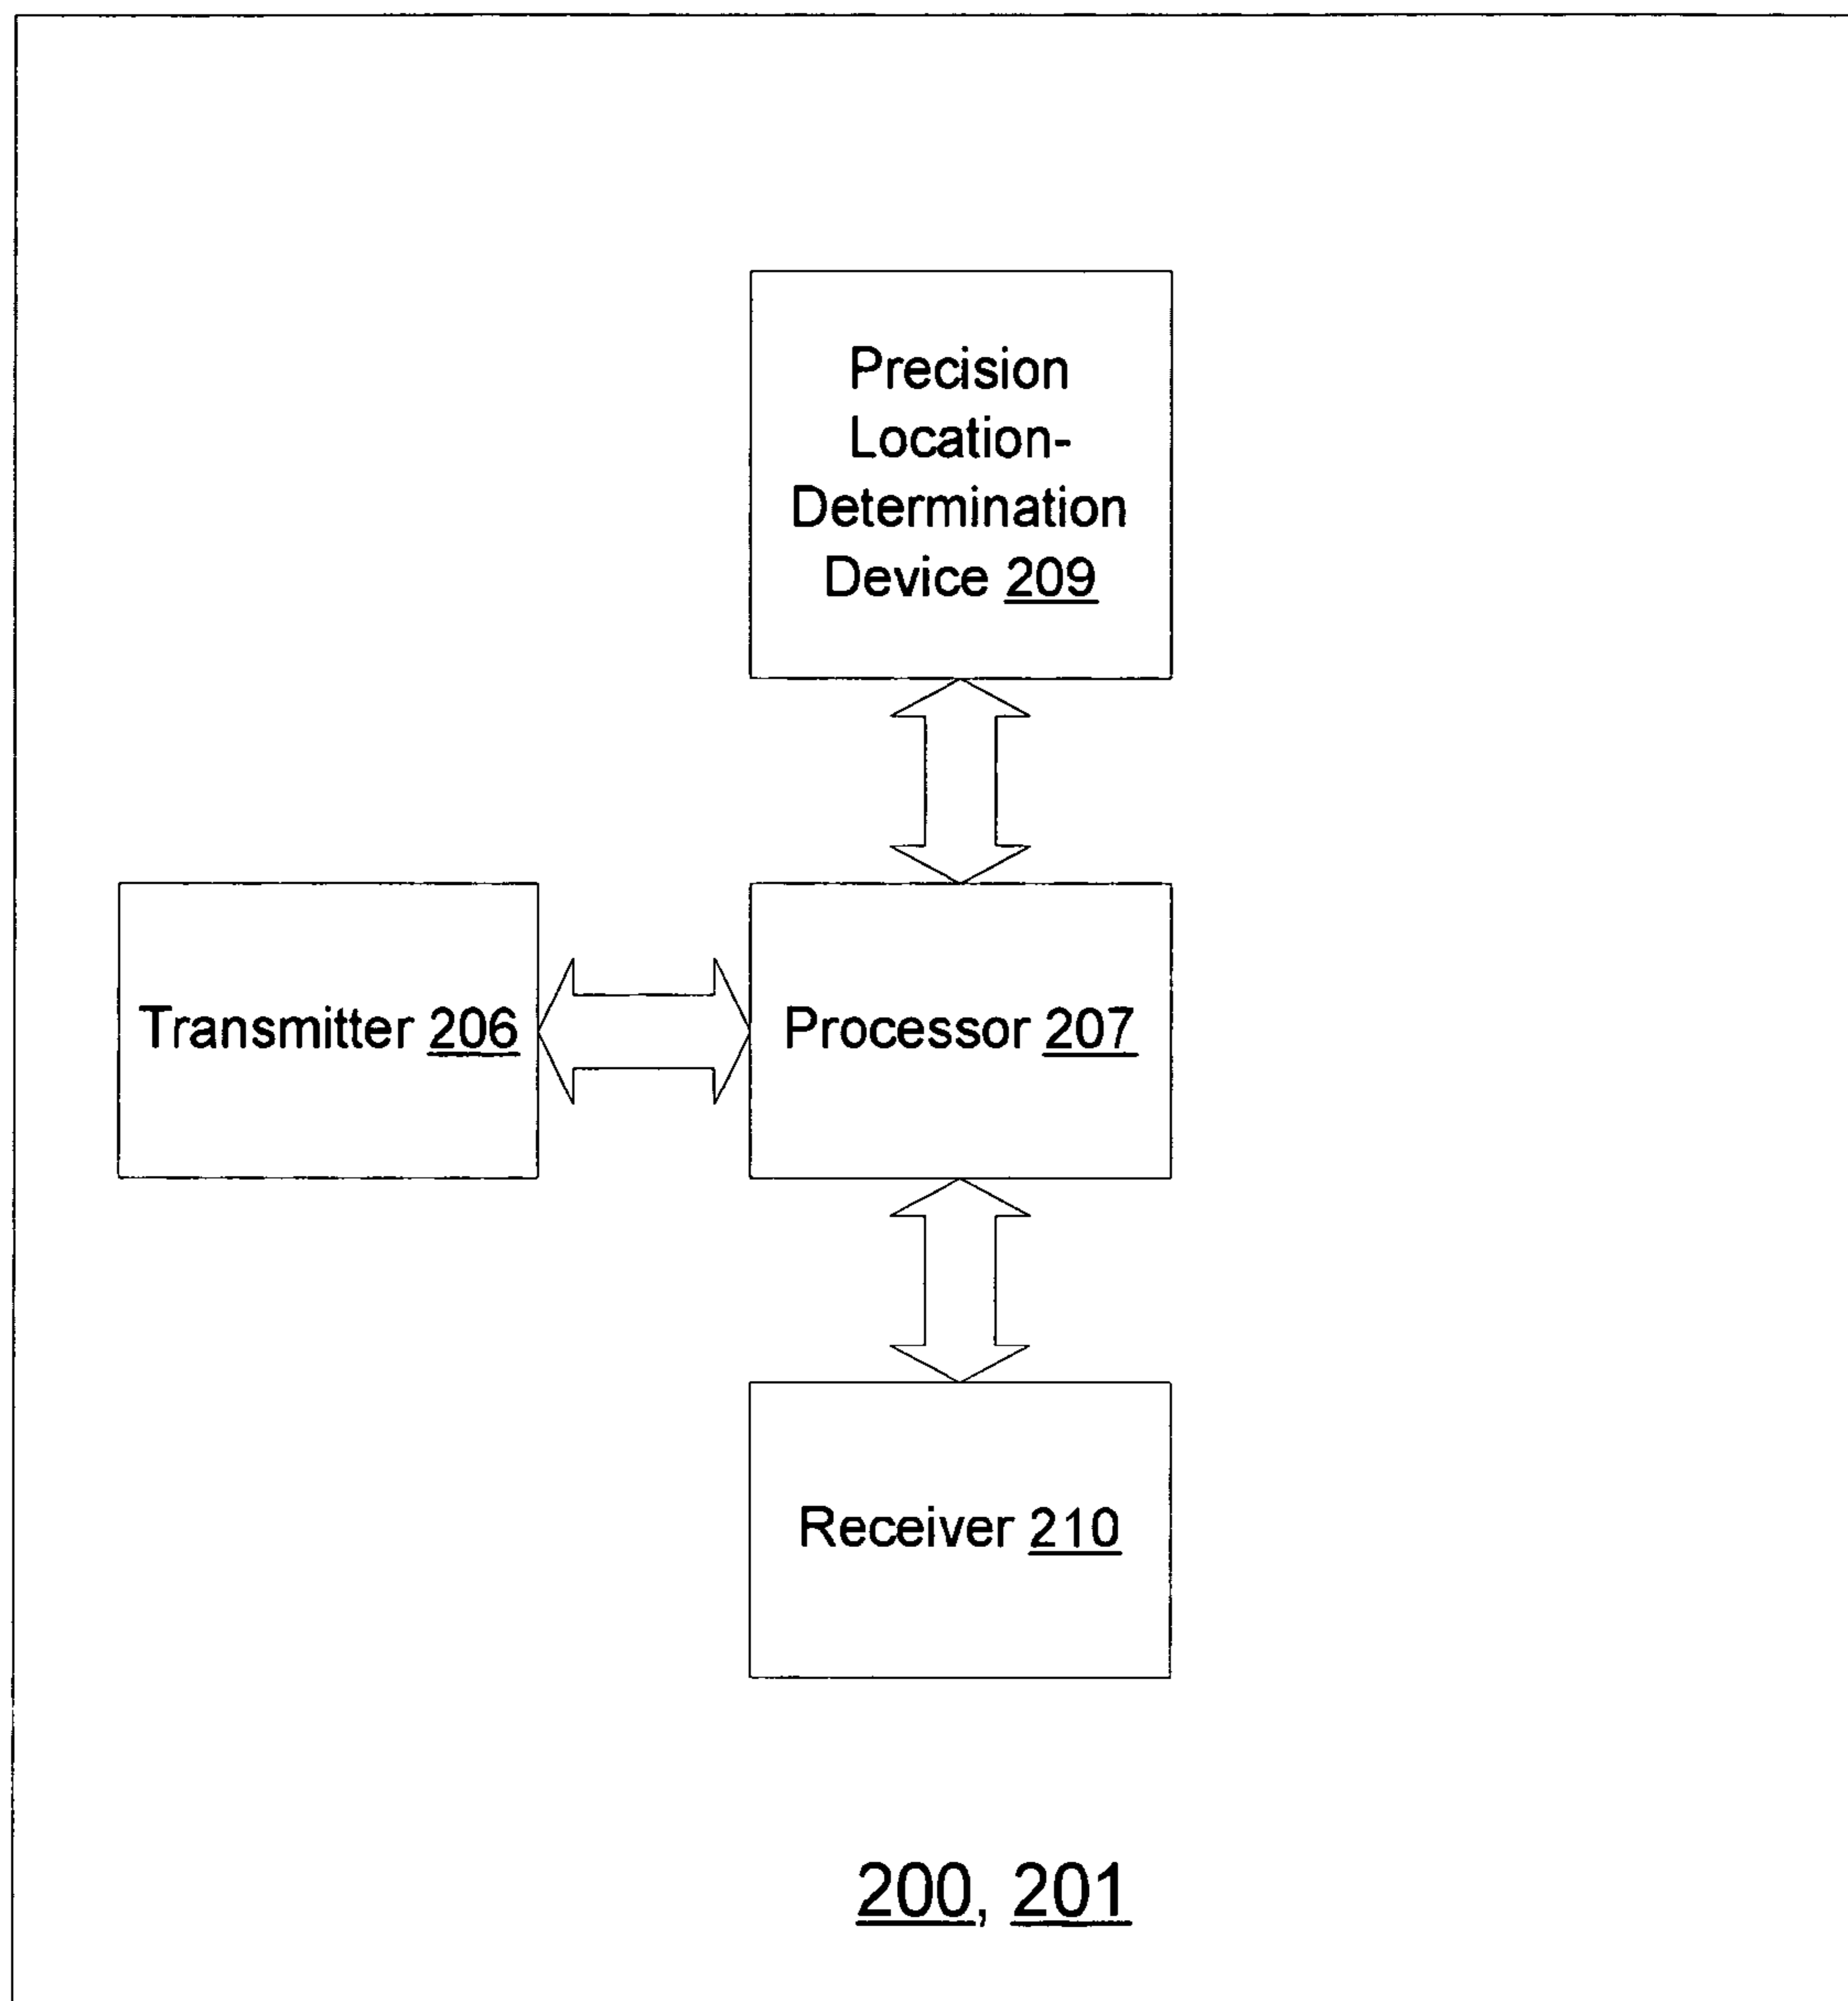 Precision
Location-
Determination
Device 209
Transmitter 206
Processor 207
Receiver 210
200, 201